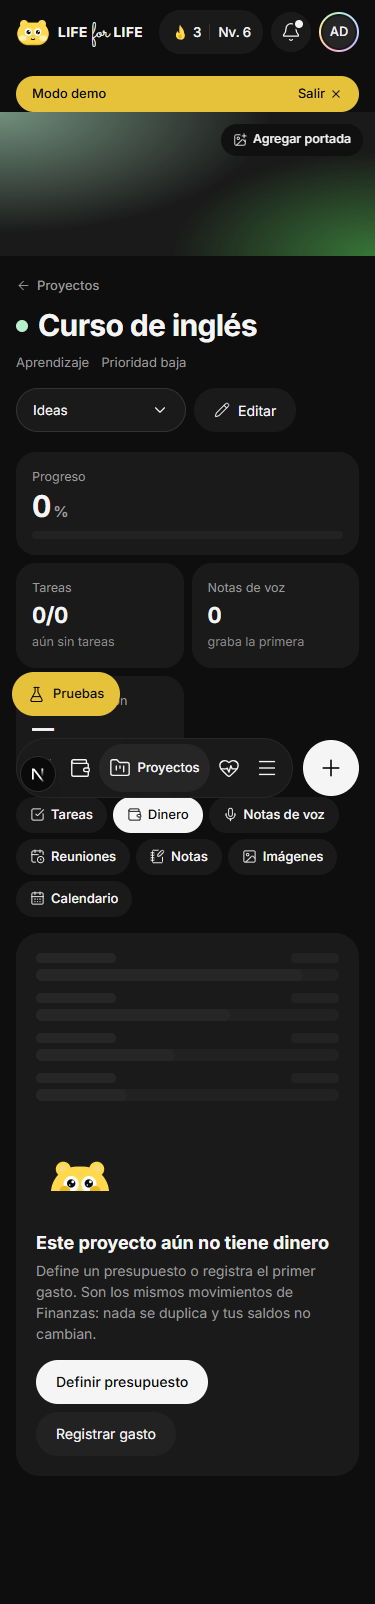 LIFE for LIFE
3
Nv. 6
AD
Modo demo
Salir
Agregar portada
Proyectos
Curso de inglés
Aprendizaje
Prioridad baja
Ideas
Editar
Progreso
0%
Tareas
0/0
aún sin tareas
Notas de voz
0
graba la primera
Pruebas
N
Proyectos
Tareas
Dinero
Notas de voz
Reuniones
Notas
Imágenes
Calendario
Este proyecto aún no tiene dinero
Define un presupuesto o registra el primer
gasto. Son los mismos movimientos de
Finanzas: nada se duplica y tus saldos no
cambian.
Definir presupuesto
Registrar gasto